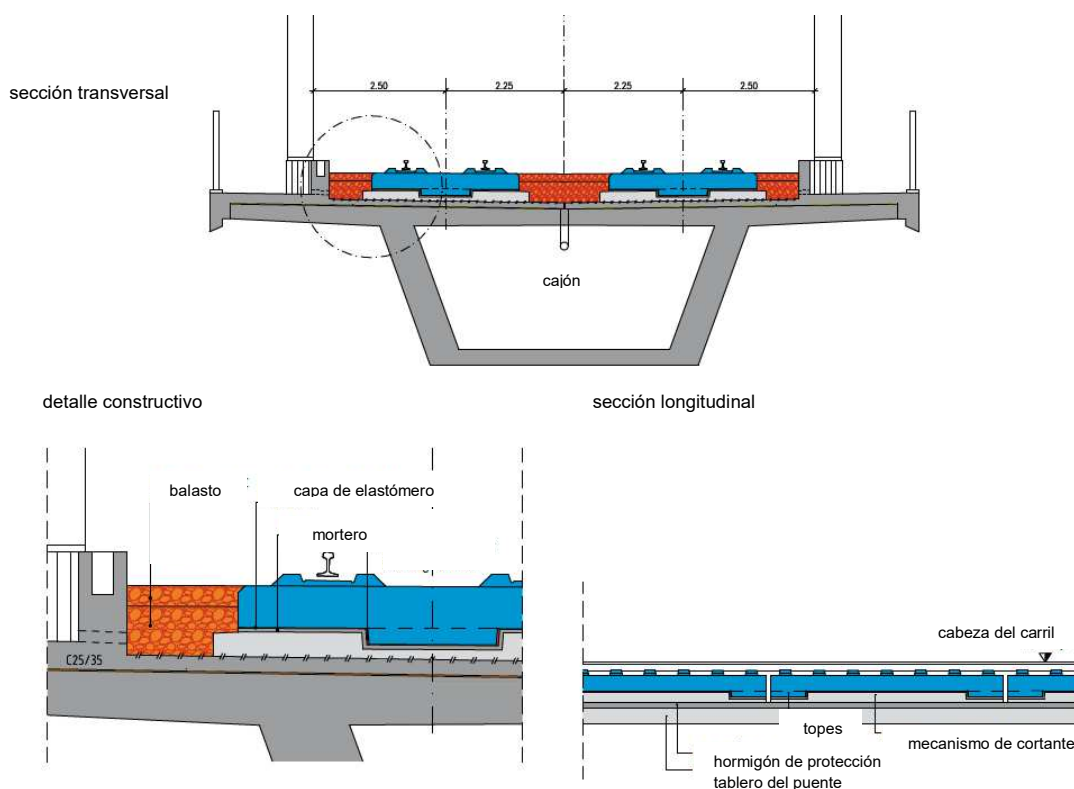 sección transversal
2.50
2.25
2.25
2.50
cajón
detalle constructivo
sección longitudinal
balasto
capa de elastómero
mortero
C25/35
cabeza del carril
topes
mecanismo de cortante
hormigón de protección
tablero del puente